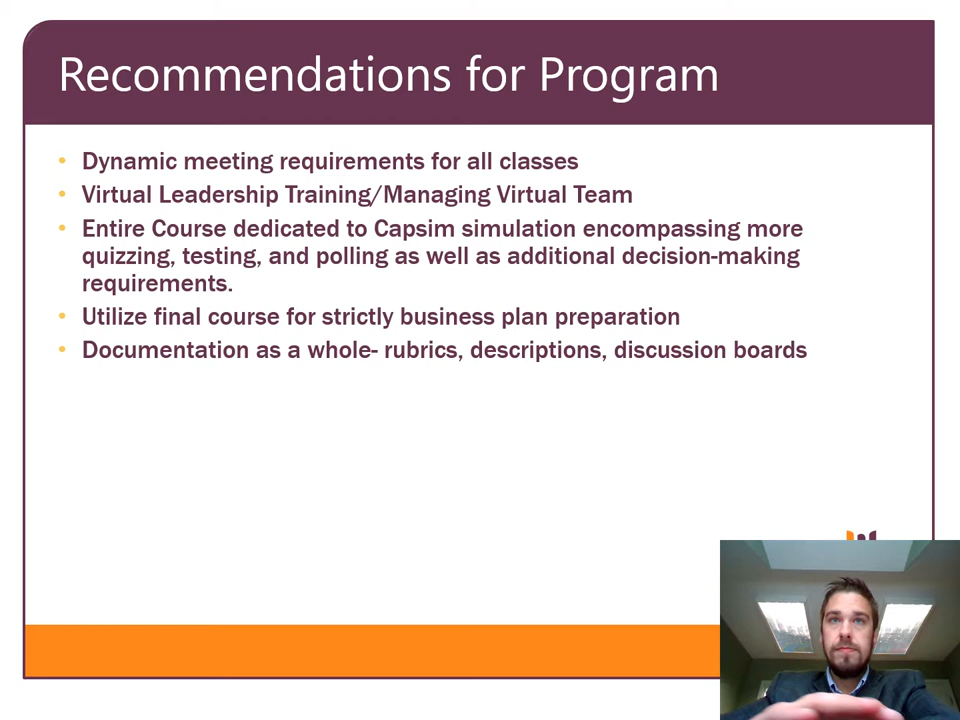 Recommendations for Program
• Dynamic meeting requirements for all classes
• Virtual Leadership Training/Managing Virtual Team
• Entire Course dedicated to Capsim simulation encompassing more
quizzing, testing, and polling as well as additional decision-making
requirements.
• Utilize final course for strictly business plan preparation
• Documentation as a whole- rubrics, descriptions, discussion boards